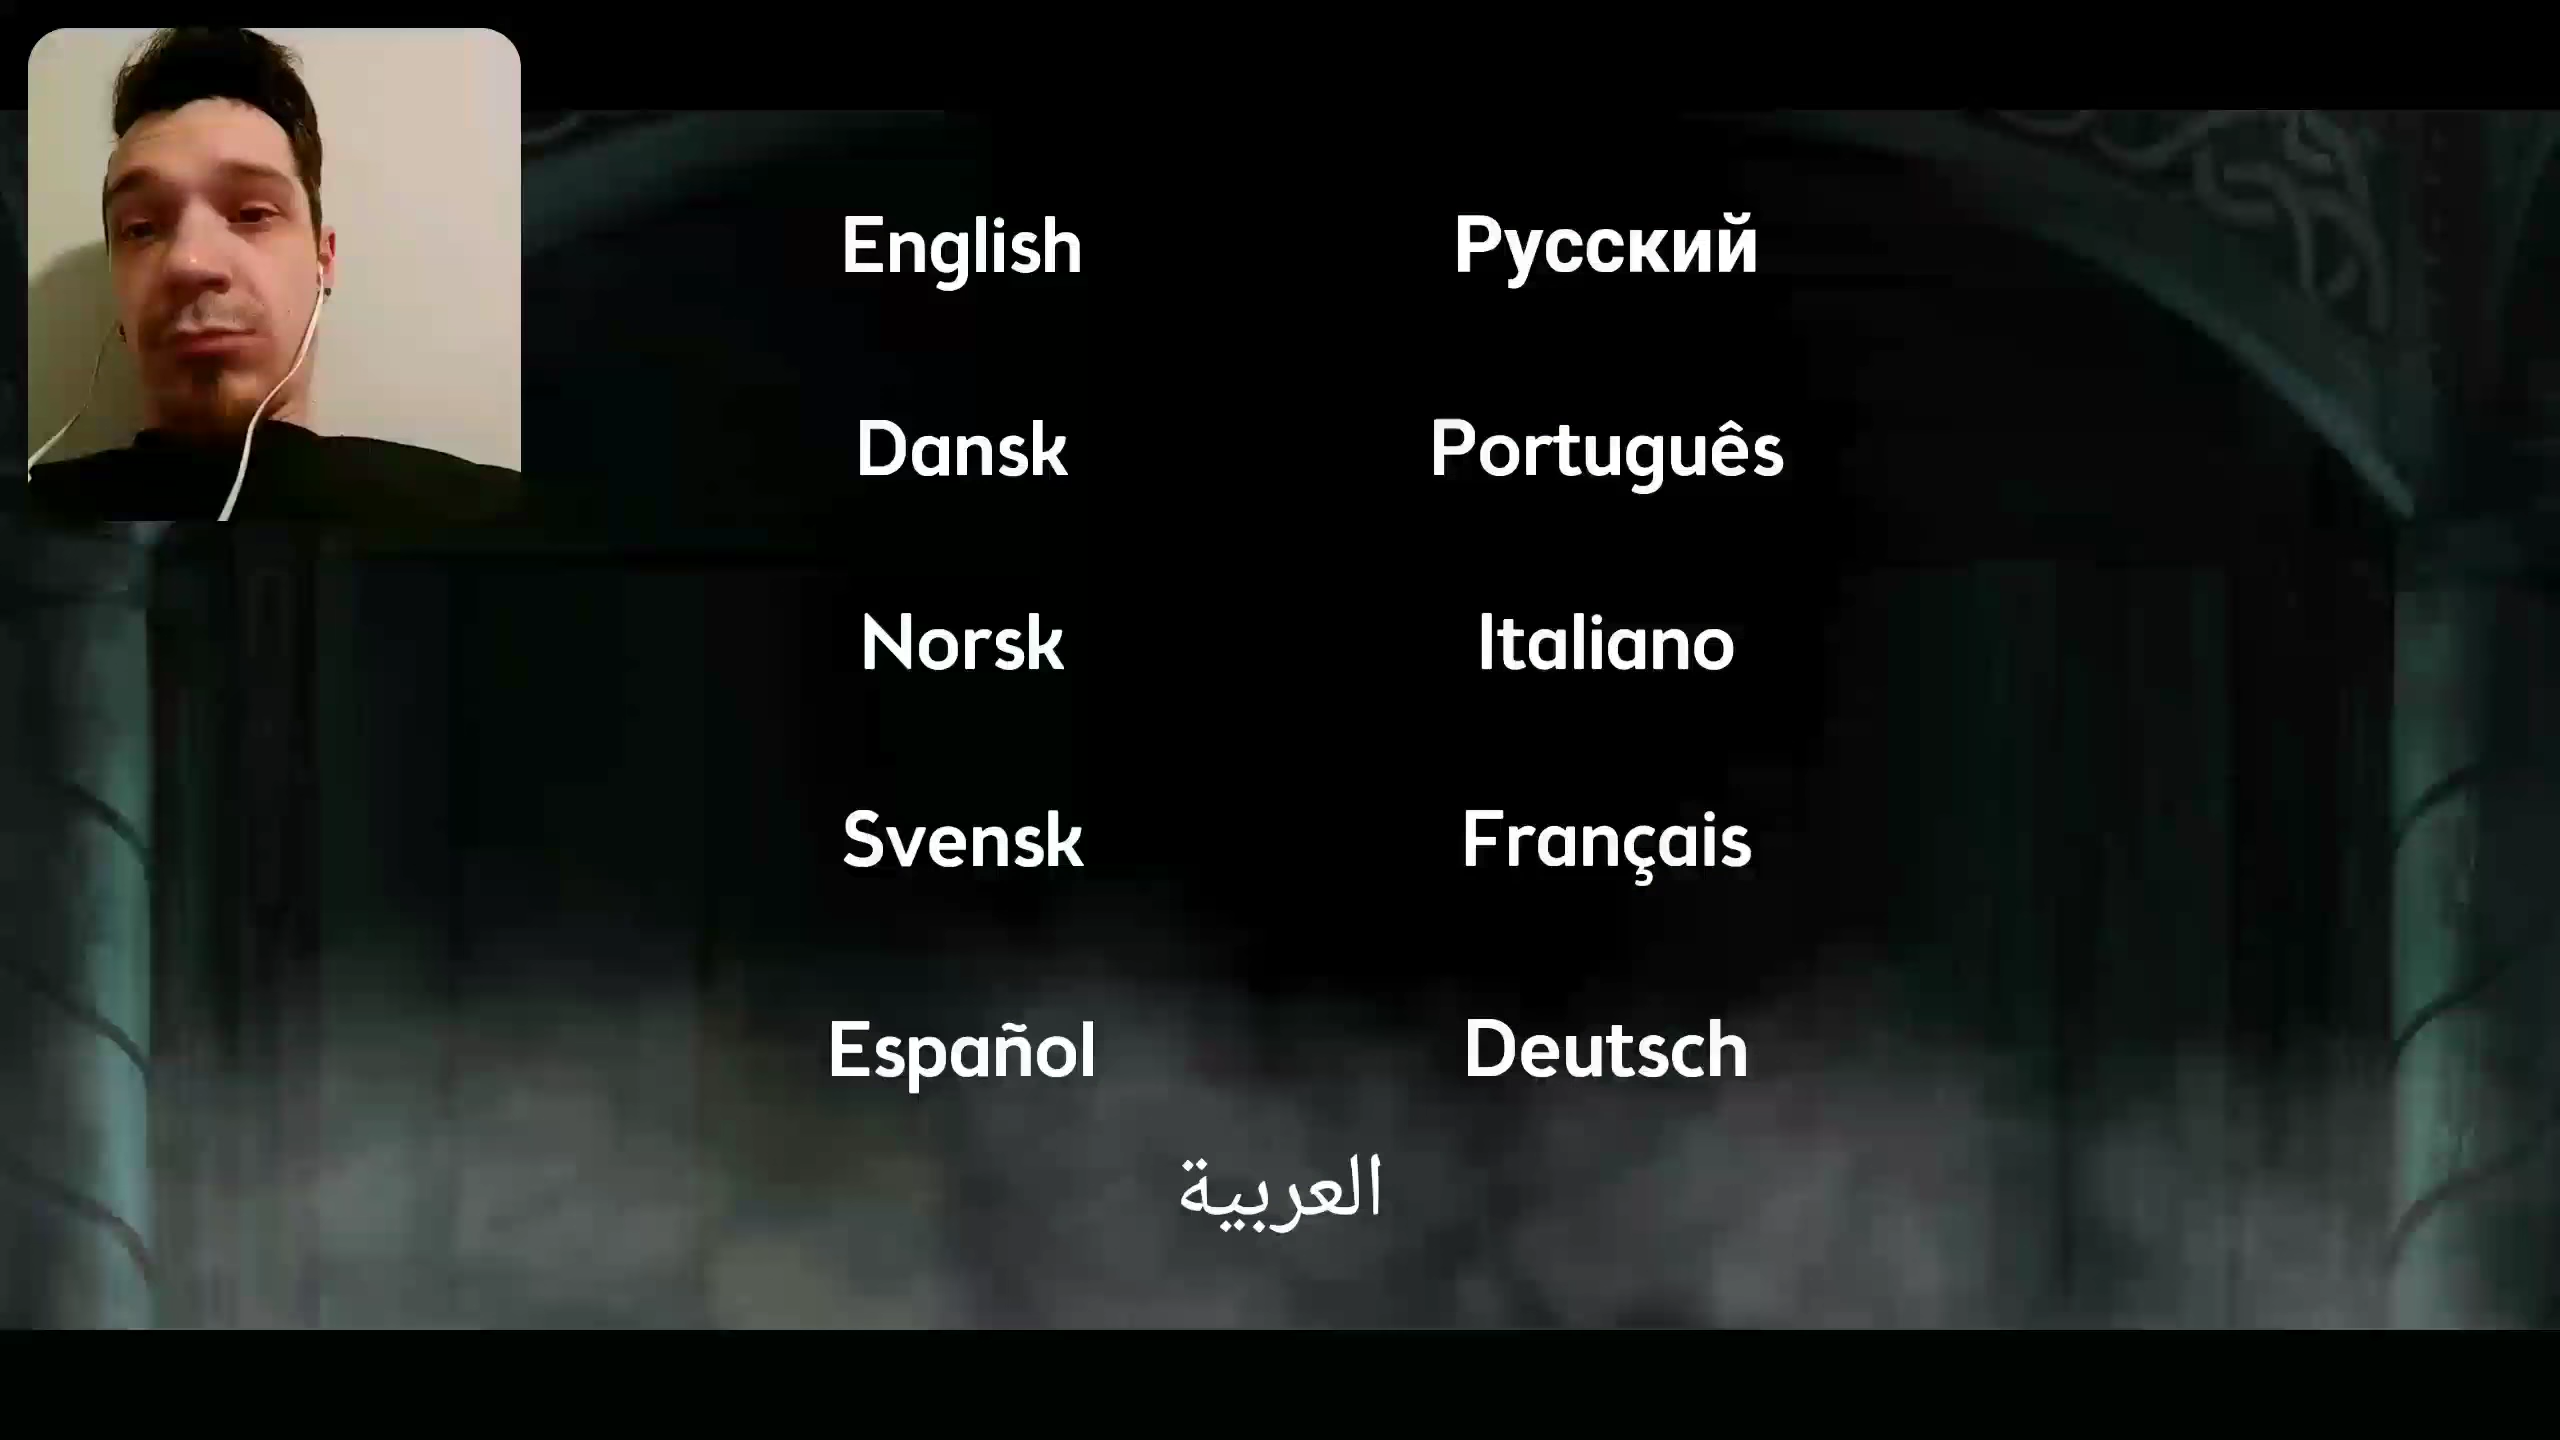 English
Русский
Dansk
Português
Norsk
Italiano
Svensk
Français
Español
Deutsch
العربية